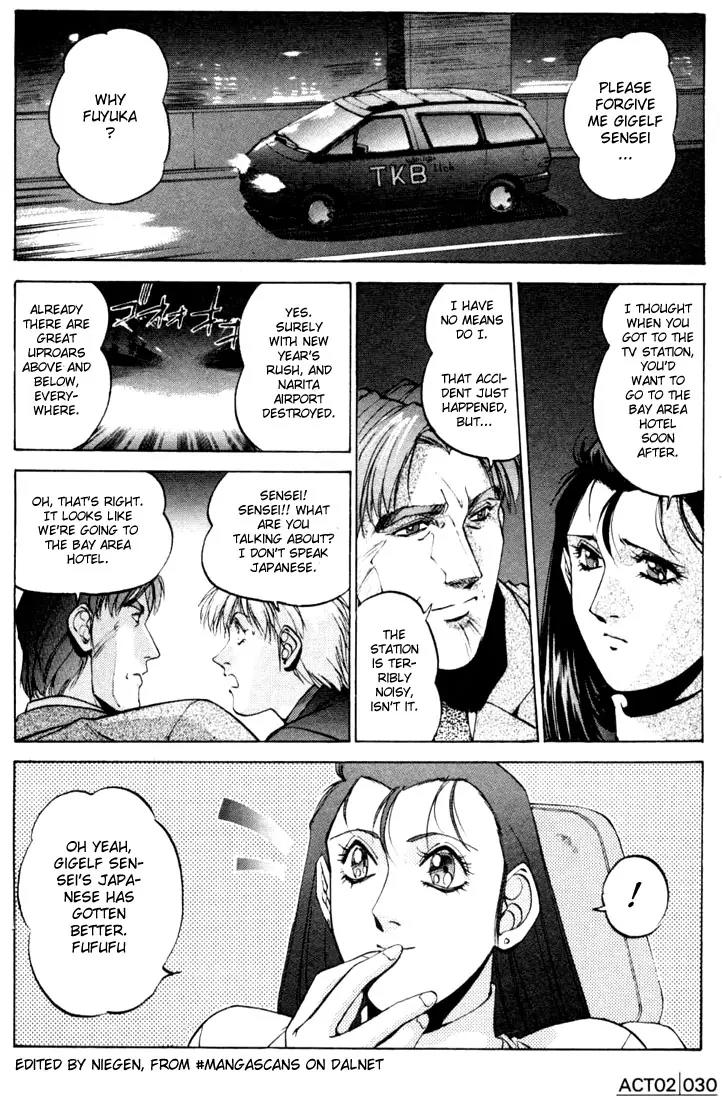 PLEASE
FORGIVE
ME GIGELF
SENSEI
...
WHY
FUYUKA
?
TKB
I THOUGHT
WHEN YOU
GOT TO THE
TV STATION,
YOU'D
WANT TO
GO TO THE
BAY AREA
HOTEL
SOON
AFTER.
I HAVE
NO MEANS
DO I.
THAT ACCI-
DENT JUST
HAPPENED,
BUT...
THE
STATION
IS TER-
RIBLY
NOISY,
ISN'T IT.
YES.
SURELY
WITH NEW
YEAR'S
RUSH, AND
NARITA
AIRPORT
DESTROYED.
ズオオオオ
ALREADY
THERE ARE
GREAT
UPROARS
ABOVE AND
BELOW,
EVERY-
WHERE.
SENSEI!
SENSEI!! WHAT
ARE YOU
TALKING ABOUT?
I DON'T SPEAK
JAPANESE.
OH, THAT'S RIGHT.
IT LOOKS LIKE
WE'RE GOING TO
THE BAY AREA
HOTEL.
!
OH YEAH,
GIGELF SEN-
SEI'S JAPA-
NESE HAS
GOTTEN
BETTER.
FUFUFU
EDITED BY NIEGEN, FROM #MANGASCANS ON DALNET
ACT02|030